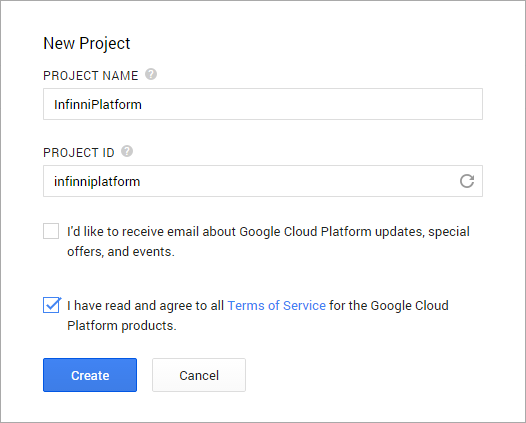 New Project
PROJECT NAME ?
InfinniPlatform
PROJECT ID ?
infinniplatform
I'd like to receive email about Google Cloud Platform updates, special
offers, and events.
I have read and agree to all Terms of Service for the Google Cloud
Platform products.
Create Cancel